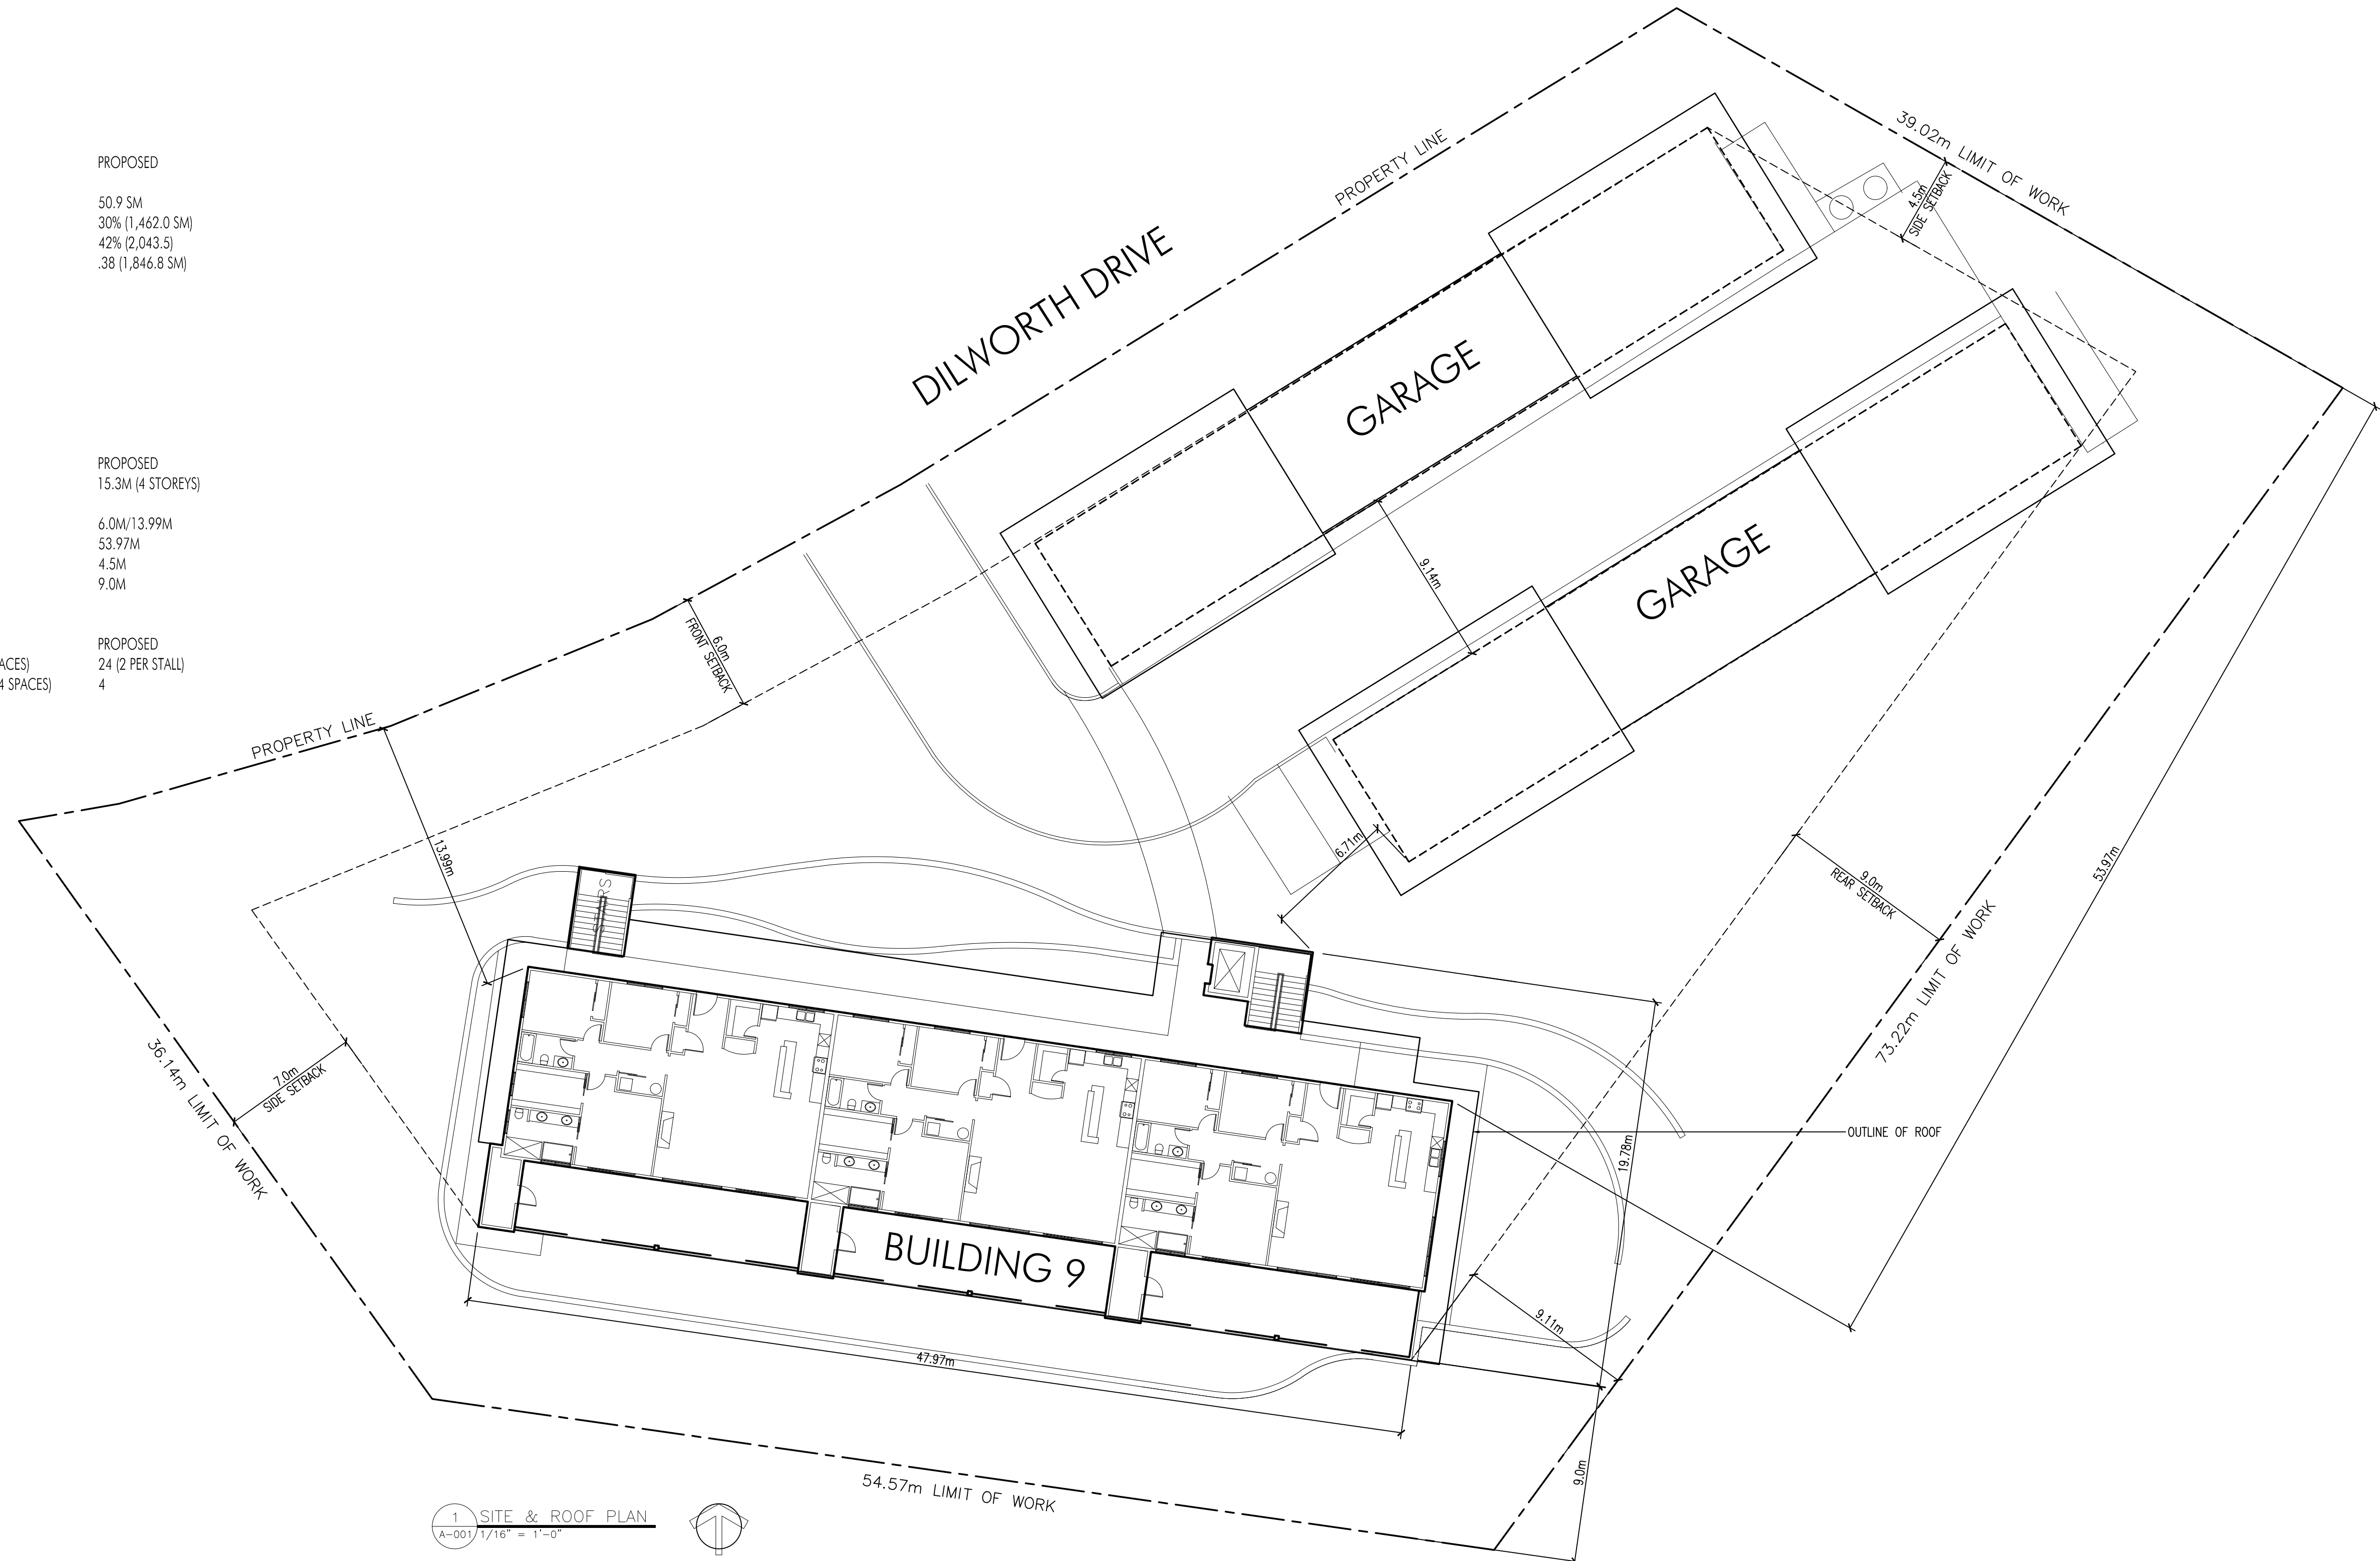 PROPOSED
50.9 SM
30% (1,462.0 SM)
42% (2,043.5)
.38 (1,846.8 SM)
PROPOSED
15.3M (4 STOREYS)
6.0M/13.99M
53.97M
4.5M
9.0M
PROPOSED
ACES) 24 (2 PER STALL)
4 SPACES) 4
39.02m LIMIT OF WORK
4.5m
SIDE SETBACK
PROPERTY LINE
DILWORTH DRIVE
GARAGE
GARAGE
9.14m
6.0m
FRONT SETBACK
PROPERTY LINE
13.99m
6.71m
53.97m
9.0m
REAR SETBACK
73.22m LIMIT OF WORK
STAIRS
36.14m LIMIT OF WORK
7.0m
SIDE SETBACK
OUTLINE OF ROOF
19.78m
BUILDING 9
9.11m
47.97m
9.0m
54.57m LIMIT OF WORK
1 SITE & ROOF PLAN
A-001 1/16" = 1'-0"